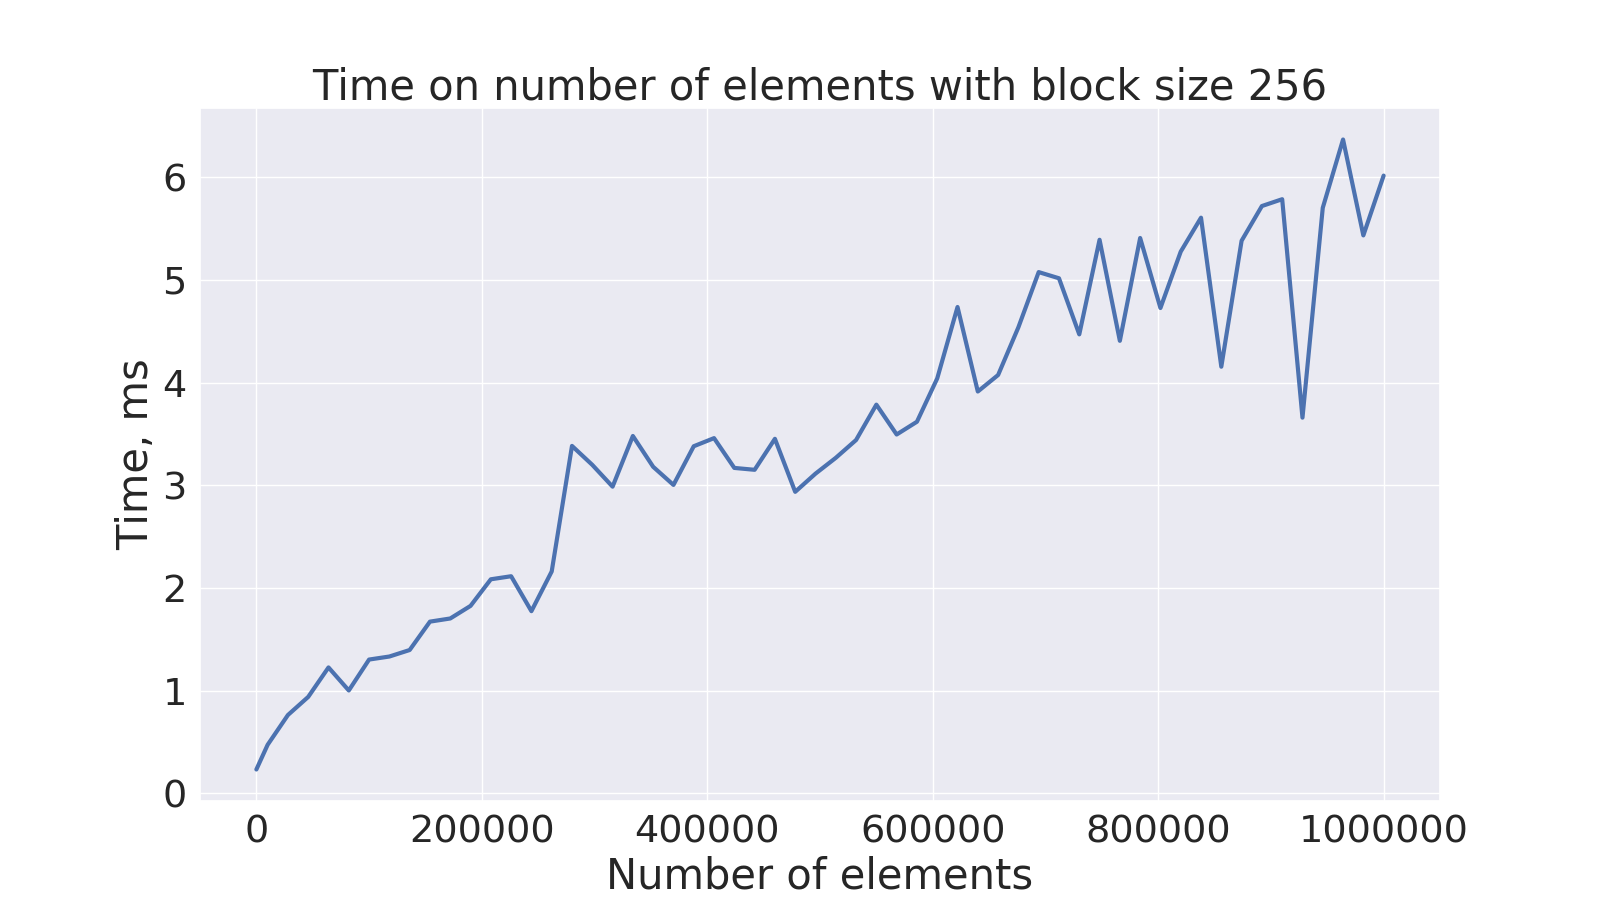 Time on number of elements with block size 256
6
5
4
3
2
1
0
Time, ms
0 200000 400000 600000 800000 1000000
Number of elements